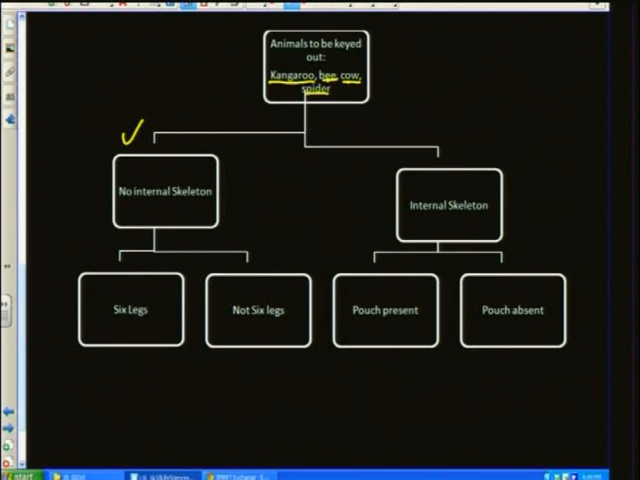 Animals to be keyed
out:
Kangaroo, bee, cow,
spider
No internal Skeleton
Internal Skeleton
Six Legs
Not Six legs
Pouch present
Pouch absent
start